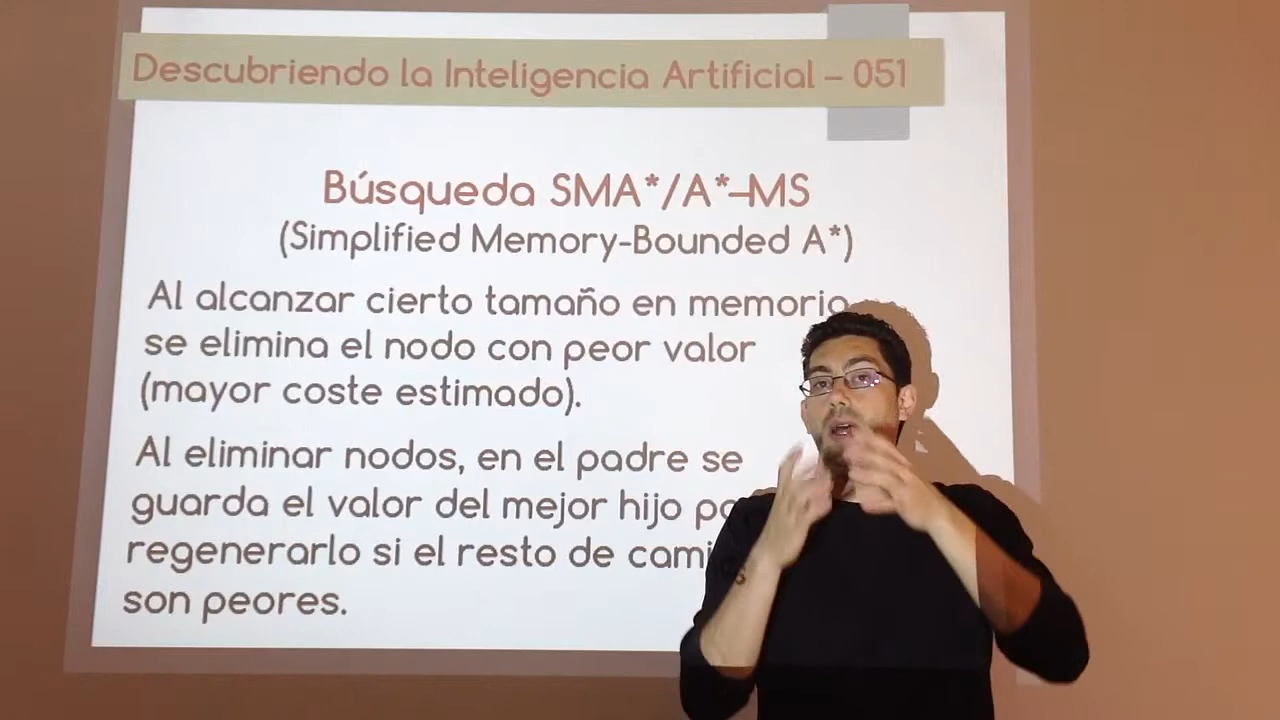 Descubriendo la Inteligencia Artificial – 051
Búsqueda SMA*/A*–MS
(Simplified Memory-Bounded A*)
Al alcanzar cierto tamaño en memoria
se elimina el nodo con peor valor
(mayor coste estimado).
Al eliminar nodos, en el padre se
guarda el valor del mejor hijo
regenerarlo si el resto de
son peores.